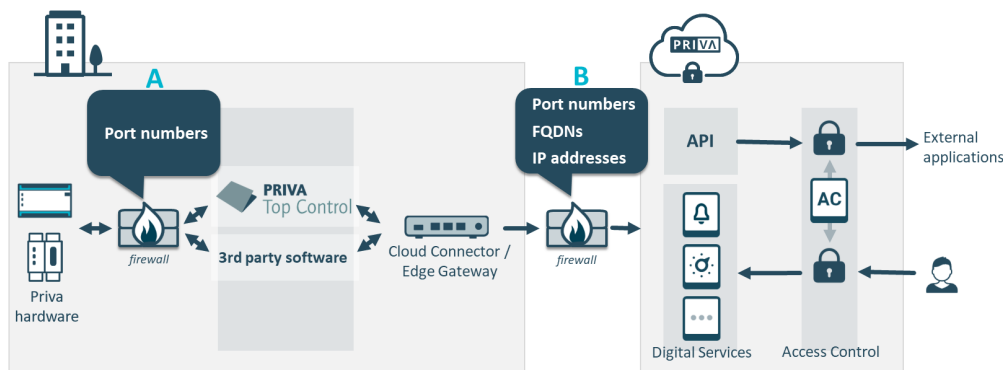 A
Port numbers
B
Port numbers
FQDNs
IP addresses
PRIVA
API
External
applications
PRIVA
Top Control
AC
firewall
3rd party software
Cloud Connector /
Edge Gateway
firewall
Priva
hardware
Digital Services
Access Control